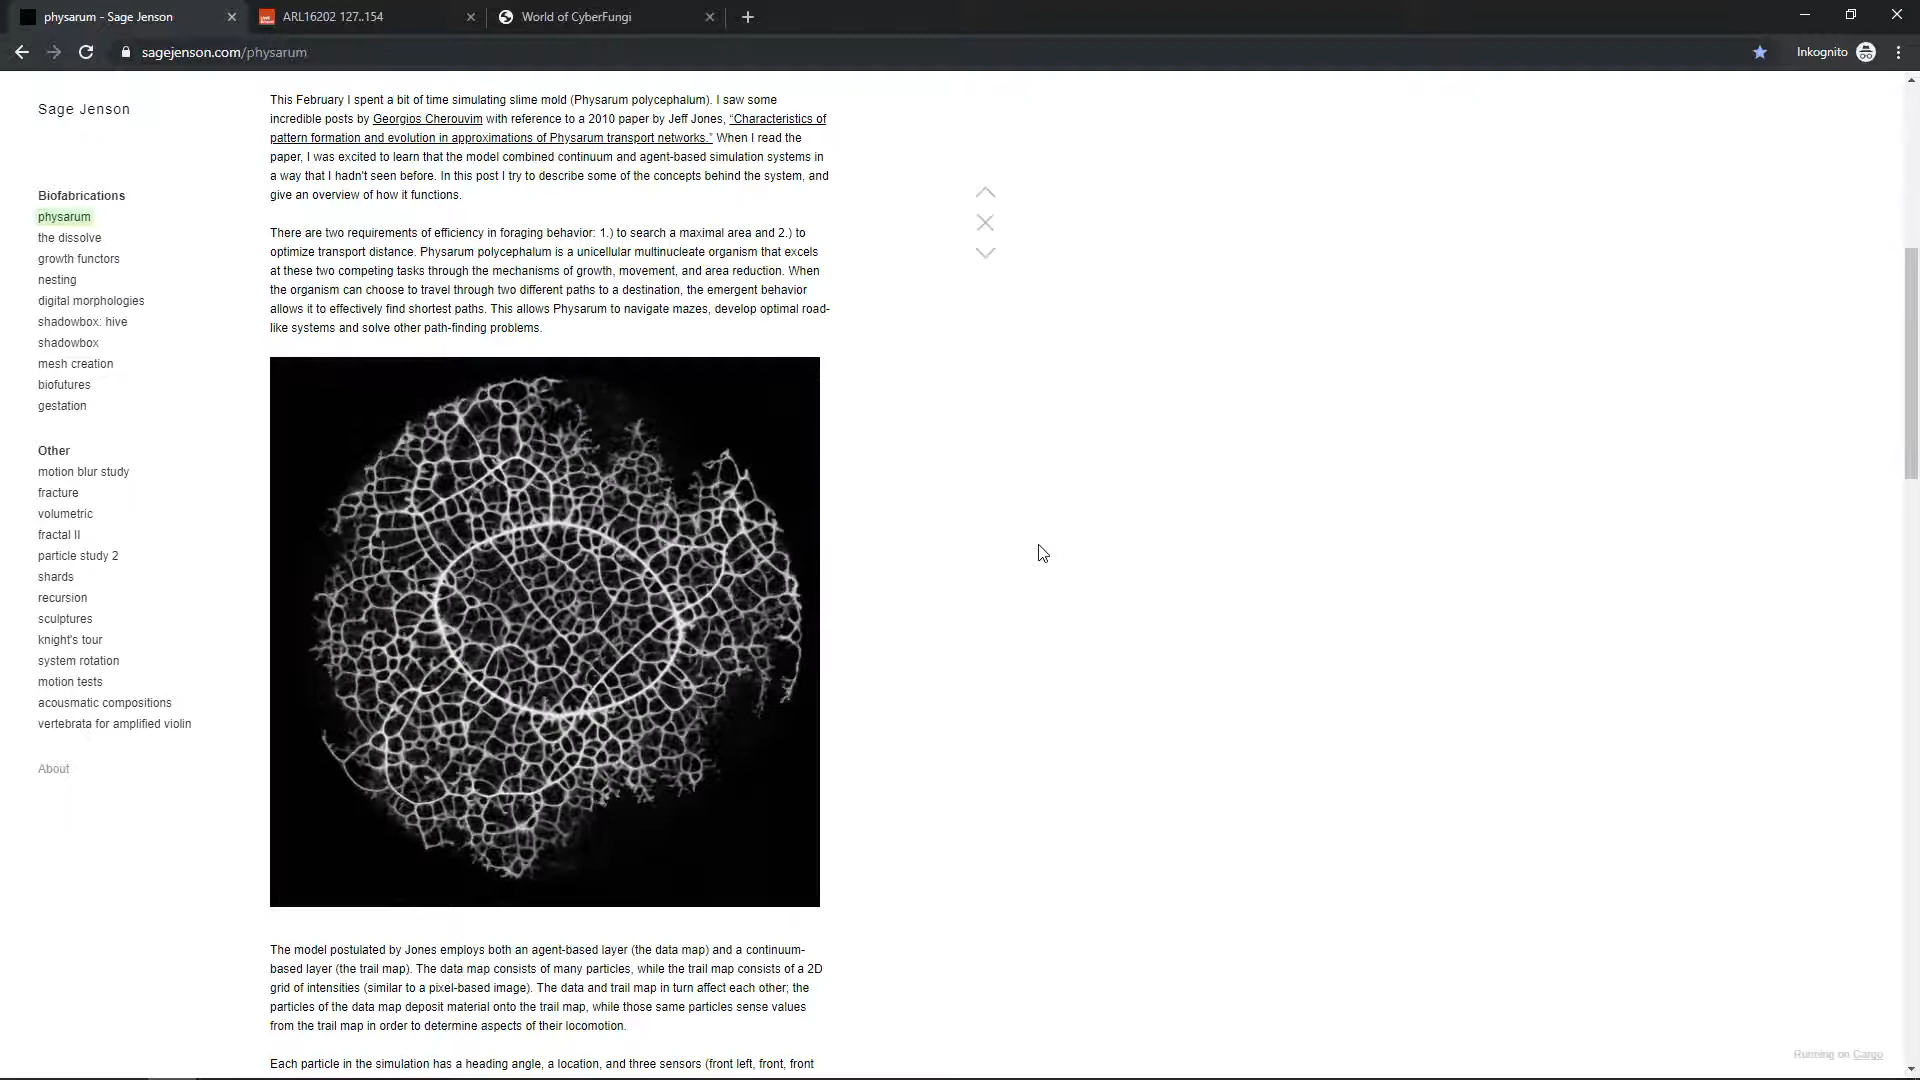 physarum - Sage Jenson
ARL16202 127..154
World of CyberFungi
sagejenson.com/physarum
Inkognito
Sage Jenson
Biofabrications
physarum
the dissolve
growth functors
nesting
digital morphologies
shadowbox: hive
shadowbox
mesh creation
biofutures
gestation
Other
motion blur study
fracture
volumetric
fractal II
particle study 2
shards
recursion
sculptures
knight's tour
system rotation
motion tests
acousmatic compositions
vertebrata for amplified violin
About
This February I spent a bit of time simulating slime mold (Physarum polycephalum). I saw some
incredible posts by Georgios Cherouvim with reference to a 2010 paper by Jeff Jones, “Characteristics of
pattern formation and evolution in approximations of Physarum transport networks.” When I read the
paper, I was excited to learn that the model combined continuum and agent-based simulation systems in
a way that I hadn't seen before. In this post I try to describe some of the concepts behind the system, and
give an overview of how it functions.
There are two requirements of efficiency in foraging behavior: 1.) to search a maximal area and 2.) to
optimize transport distance. Physarum polycephalum is a unicellular multinucleate organism that excels
at these two competing tasks through the mechanisms of growth, movement, and area reduction. When
the organism can choose to travel through two different paths to a destination, the emergent behavior
allows it to effectively find shortest paths. This allows Physarum to navigate mazes, develop optimal road-
like systems and solve other path-finding problems.
The model postulated by Jones employs both an agent-based layer (the data map) and a continuum-
based layer (the trail map). The data map consists of many particles, while the trail map consists of a 2D
grid of intensities (similar to a pixel-based image). The data and trail map in turn affect each other; the
particles of the data map deposit material onto the trail map, while those same particles sense values
from the trail map in order to determine aspects of their locomotion.
Each particle in the simulation has a heading angle, a location, and three sensors (front left, front, front
Running on Cargo